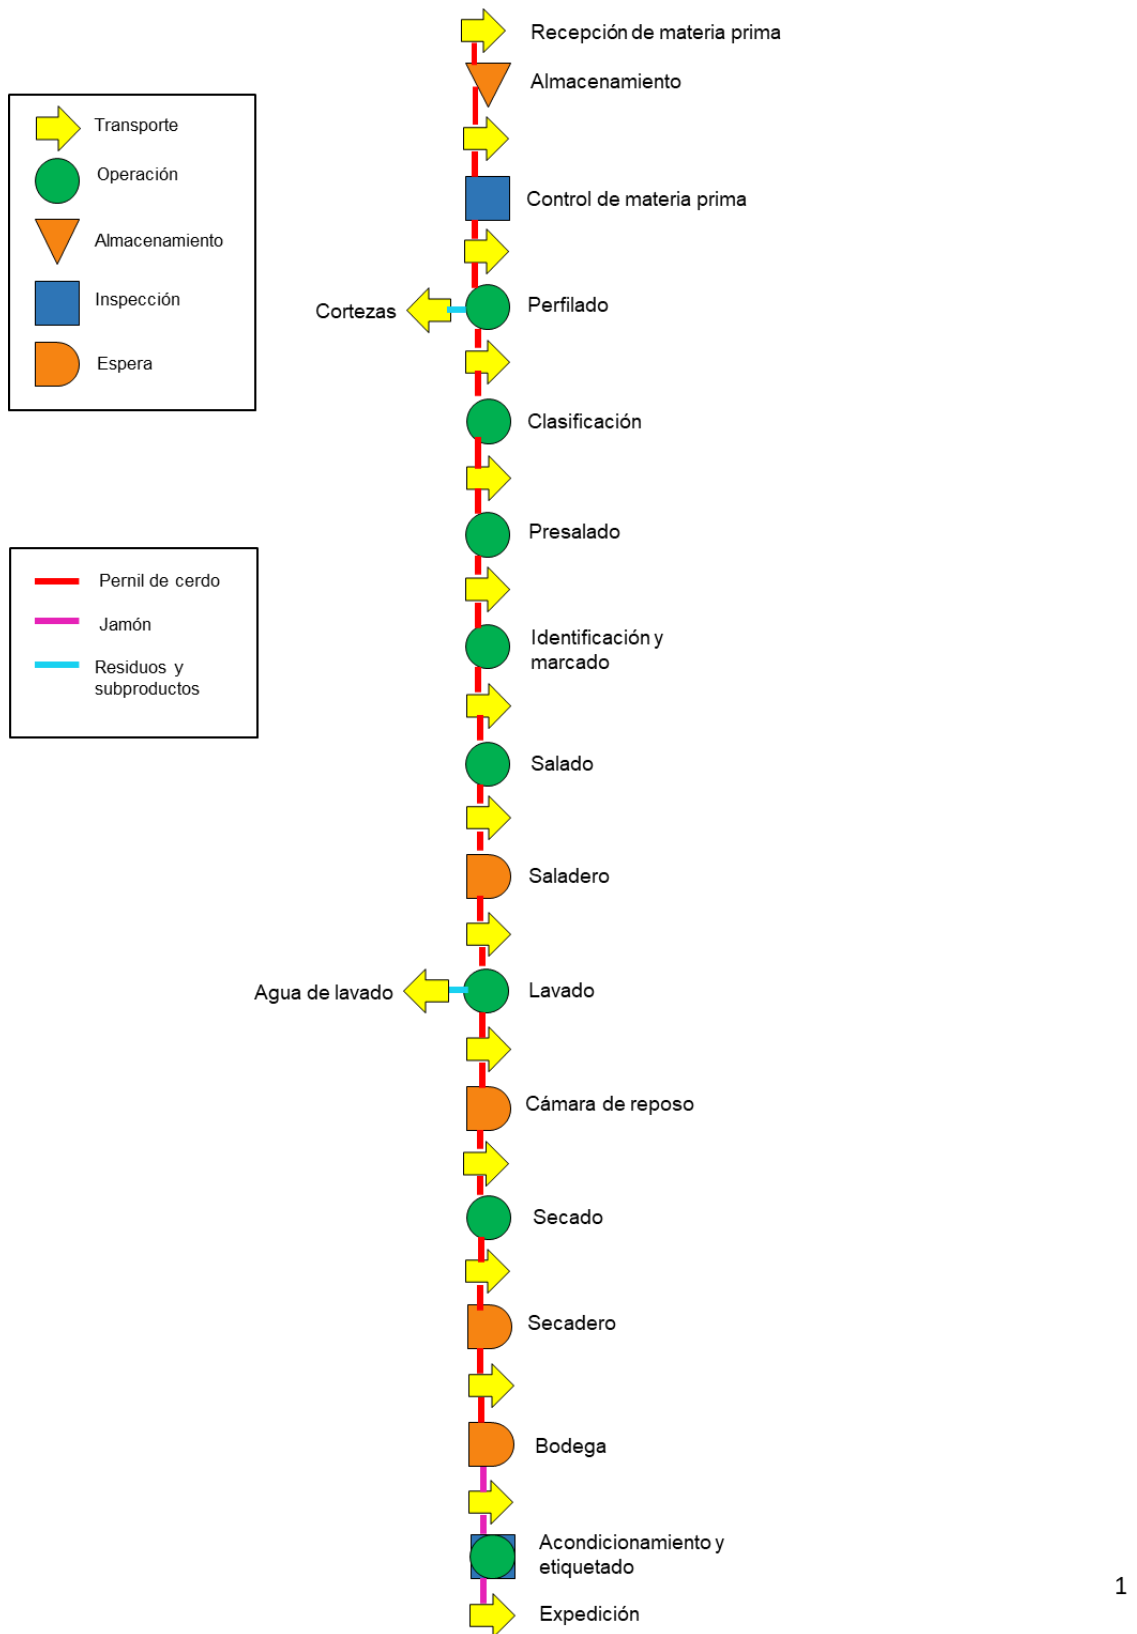 Recepción de materia prima
Almacenamiento
Transporte
Operación
Almacenamiento
Inspección
Espera
Control de materia prima
Cortezas
Perfilado
Clasificación
Presalado
Pernil de cerdo
Jamón
Residuos y
subproductos
Identificación y
marcado
Salado
Saladero
Agua de lavado
Lavado
Cámara de reposo
Secado
Secadero
Bodega
Acondicionamiento y
etiquetado
Expedición
1